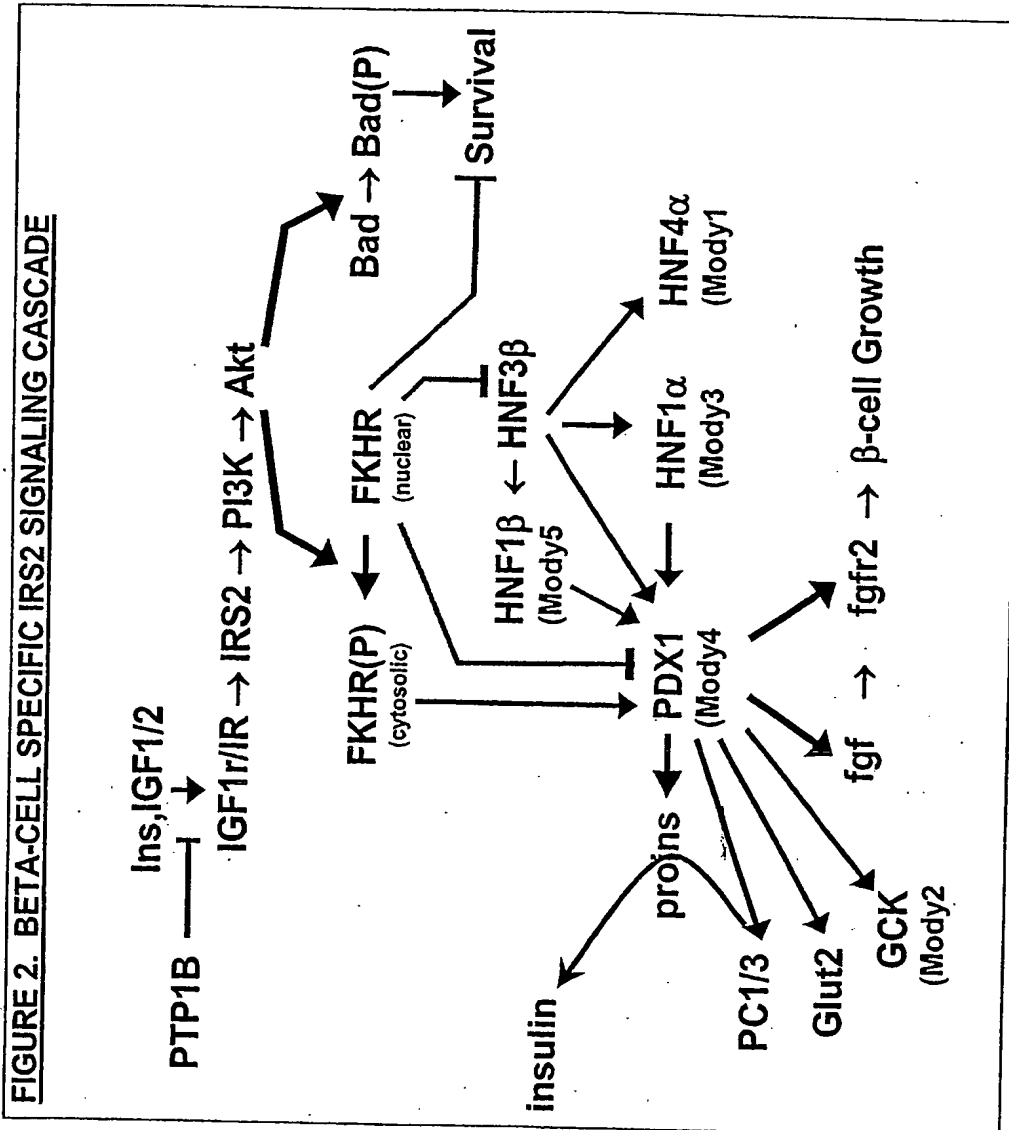 FIGURE 2. BETA-CELL SPECIFIC IRS2 SIGNALING CASCADE
Ins,IGF1/2
PTP1B
IGF1r/IR → IRS2 → PI3K → Akt
Bad → Bad(P)
FKHR(P)
(cytosolic)
FKHR
(nuclear)
Survival
HNF1β ← HNF3β
(Mody5)
insulin
proins
PDX1
(Mody4)
HNF1α
(Mody3)
HNF4α
(Mody1)
PC1/3
Glut2
GCK
(Mody2)
fgf → fgfr2 → β-cell Growth